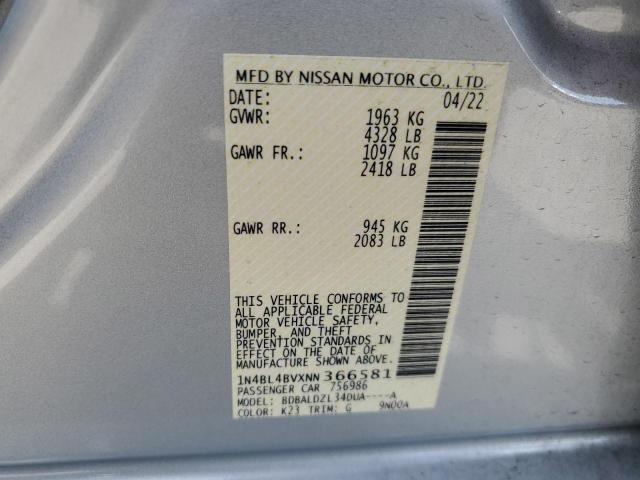 MFD BY NISSAN MOTOR CO., LTD.
DATE: 04/22
GVWR: 1963 KG
4328 LB
GAWR FR.: 1097 KG
2418 LB
GAWR RR.: 945 KG
2083 LB
THIS VEHICLE CONFORMS TO
ALL APPLICABLE FEDERAL
MOTOR VEHICLE SAFETY,
BUMPER, AND THEFT
PREVENTION STANDARDS IN
EFFECT ON THE DATE OF
MANUFACTURE SHOWN ABOVE.
1N4BL4BVXNN366581
PASSENGER CAR 756986
MODEL: BDBALDZL34DUA----A
COLOR: K23 TRIM: G 9N00A